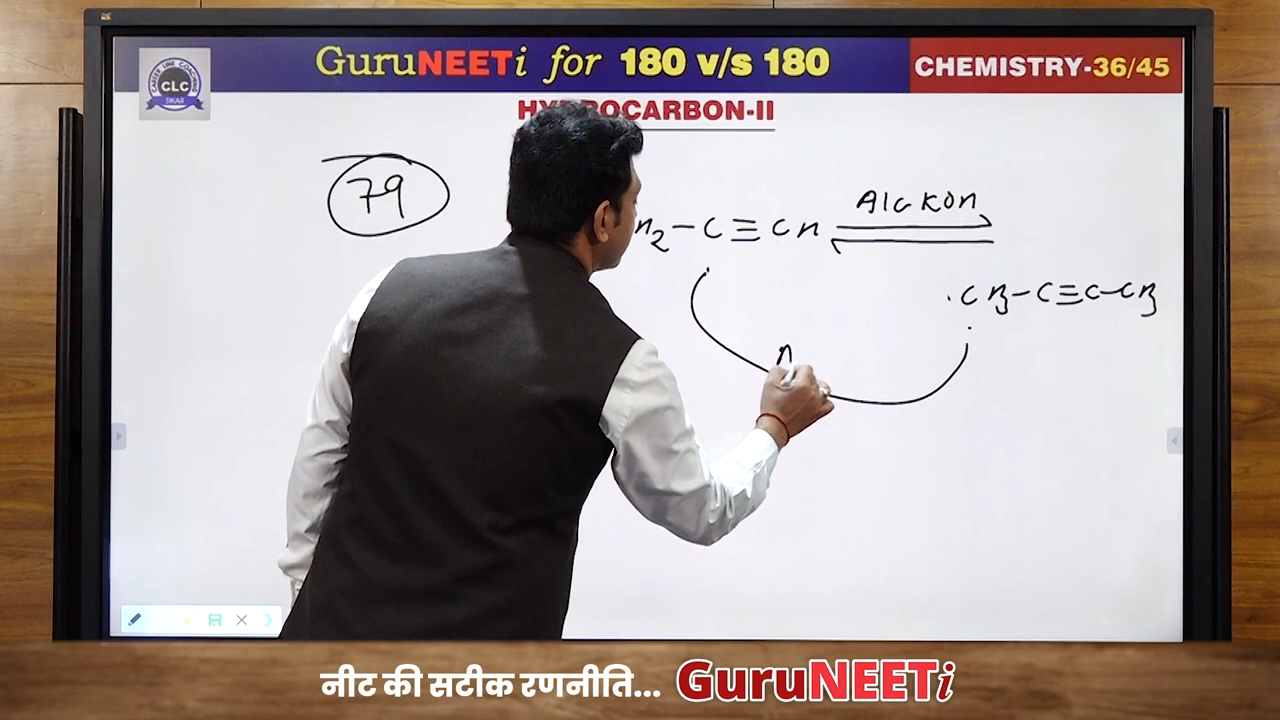 GuruNEETi for 180 v/s 180
CHEMISTRY-36/45
CLC
SIKAR
HYDROCARBON-II
79
H2-C≡CH
Alc KOH
CH3-C≡C-CH3
नीट की सटीक रणनीति... GuruNEETi